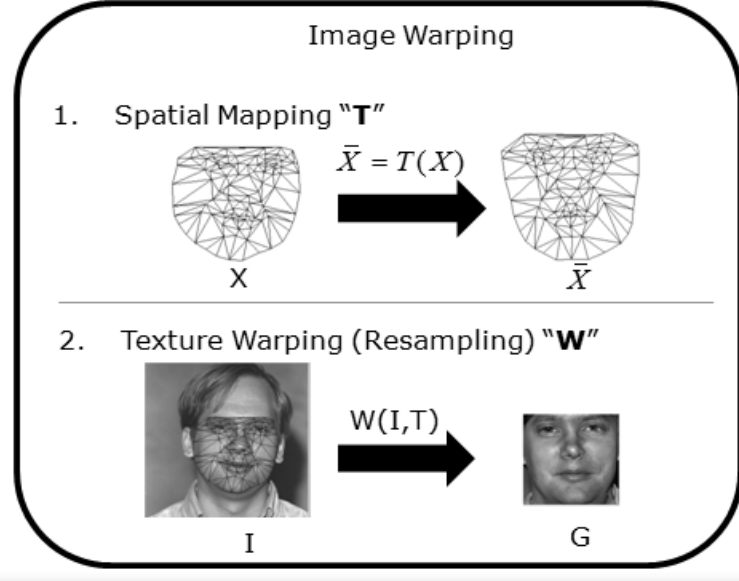 Image Warping
1. Spatial Mapping “T”
X̄ = T(X)
X
X̄
2. Texture Warping (Resampling) “W”
W(I,T)
I
G